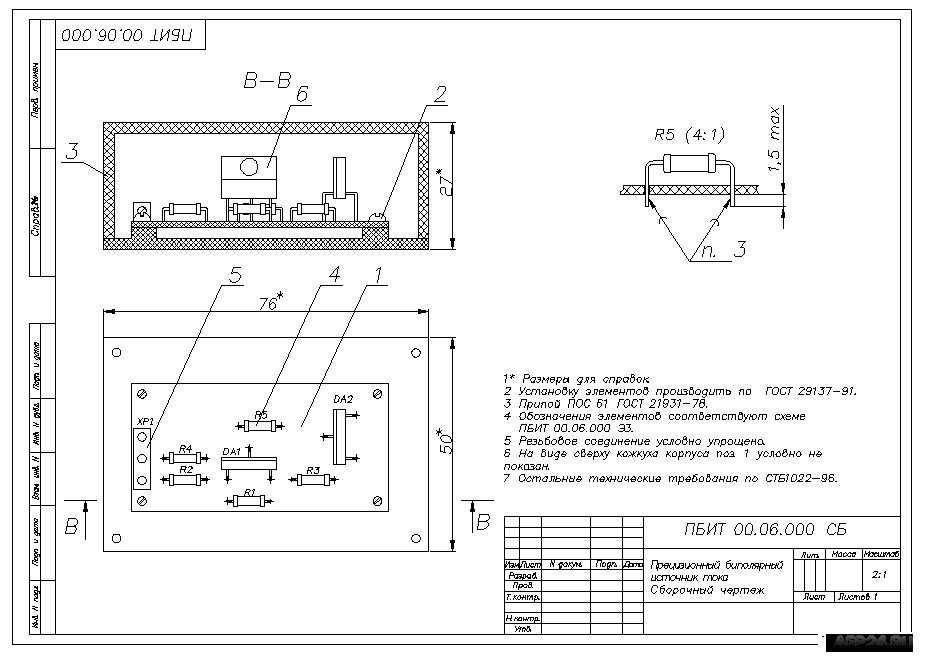 ПБИТ 00.06.000
Перв. примен
Справ.№
Подп и дата
Инв N дубл.
Взам инв N
Подп и дата
Инв. N подл
В-В
6
2
3
27*
R5 (4:1)
1,5 max
п. 3
5
4
1
76*
50*
XP1
R5
DA2
R4
DA1
R2
R3
R1
В
В
1* Размеры для справок
2 Установку элементов производить по ГОСТ 29137-91.
3 Припой ПОС 61 ГОСТ 21931-78.
4 Обозначения элементов соответствуют схеме
ПБИТ 00.06.000 Э3.
5 Резьбовое соединение условно упрощено.
6 На виде сверху кожуха корпуса поз 1 условно не
показан.
7 Остальные технические требования по СТБ1022-96.
ПБИТ 00.06.000 СБ
Изм Лист N докум. Подп. Дата
Разраб.
Пров.
Т.контр.
Н.контр.
Утв.
Прецизионный биполярный
источник тока
Сборочный чертеж
Лит. Масса Масштаб
2:1
Лист Листов 1